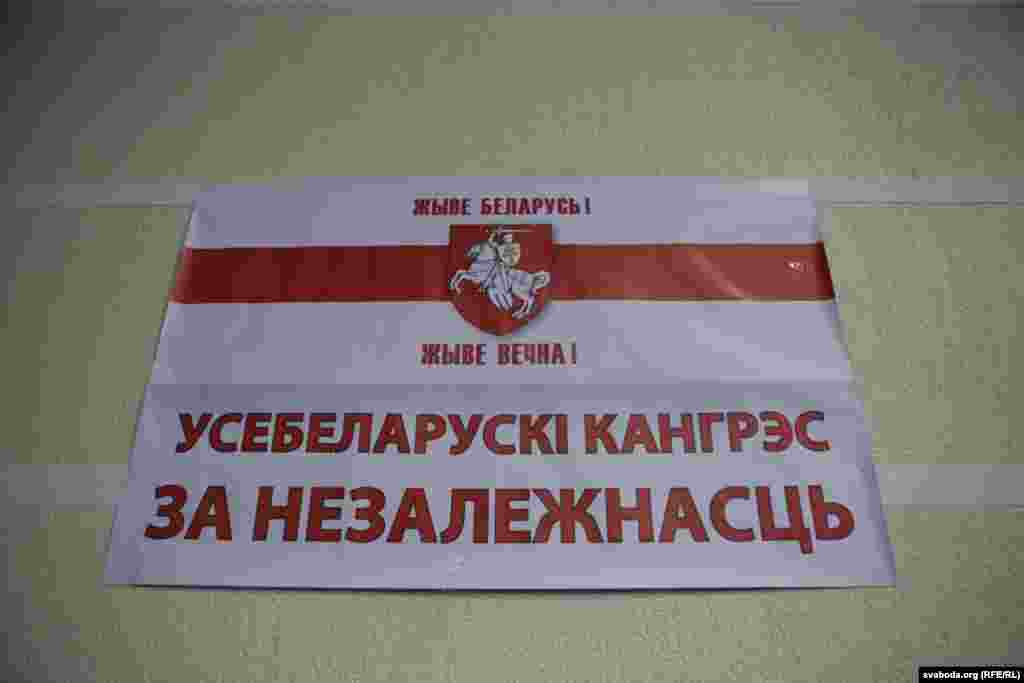 ЖЫВЕ БЕЛАРУСЬ!
ЖЫВЕ ВЕЧНА!
УСЕБЕЛАРУСКІ КАНГРЭС
ЗА НЕЗАЛЕЖНАСЦЬ
svaboda.org (RFE/RL)